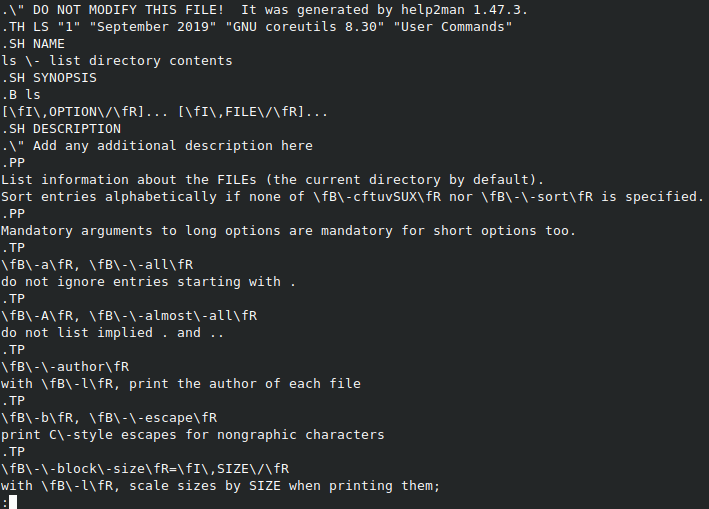 .\" DO NOT MODIFY THIS FILE!  It was generated by help2man 1.47.3.
.TH LS "1" "September 2019" "GNU coreutils 8.30" "User Commands"
.SH NAME
ls \- list directory contents
.SH SYNOPSIS
.B ls
[\fI\,OPTION\/\fR]... [\fI\,FILE\/\fR]...
.SH DESCRIPTION
.\" Add any additional description here
.PP
List information about the FILEs (the current directory by default).
Sort entries alphabetically if none of \fB\-cftuvSUX\fR nor \fB\-\-sort\fR is specified.
.PP
Mandatory arguments to long options are mandatory for short options too.
.TP
\fB\-a\fR, \fB\-\-all\fR
do not ignore entries starting with .
.TP
\fB\-A\fR, \fB\-\-almost\-all\fR
do not list implied . and ..
.TP
\fB\-\-author\fR
with \fB\-l\fR, print the author of each file
.TP
\fB\-b\fR, \fB\-\-escape\fR
print C\-style escapes for nongraphic characters
.TP
\fB\-\-block\-size\fR=\fI\,SIZE\/\fR
with \fB\-l\fR, scale sizes by SIZE when printing them;
: